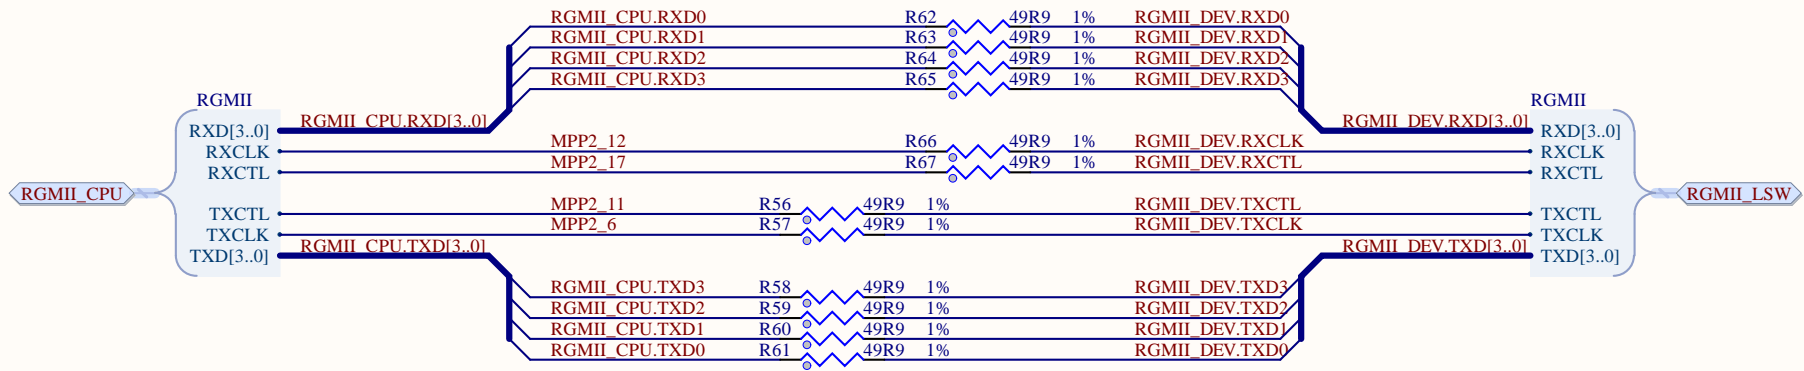 RGMII_CPU.RXD0 R62 49R9 1% RGMII_DEV.RXD0
RGMII_CPU.RXD1 R63 49R9 1% RGMII_DEV.RXD1
RGMII_CPU.RXD2 R64 49R9 1% RGMII_DEV.RXD2
RGMII_CPU.RXD3 R65 49R9 1% RGMII_DEV.RXD3
RGMII RGMII
RXD[3..0] RGMII_CPU.RXD[3..0] RGMII_DEV.RXD[3..0] RXD[3..0]
RXCLK MPP2_12 R66 49R9 1% RGMII_DEV.RXCLK RXCLK
RXCTL MPP2_17 R67 49R9 1% RGMII_DEV.RXCTL RXCTL
RGMII_CPU RGMII_LSW
TXCTL MPP2_11 R56 49R9 1% RGMII_DEV.TXCTL TXCTL
TXCLK MPP2_6 R57 49R9 1% RGMII_DEV.TXCLK TXCLK
TXD[3..0] RGMII_CPU.TXD[3..0] RGMII_DEV.TXD[3..0] TXD[3..0]
RGMII_CPU.TXD3 R58 49R9 1% RGMII_DEV.TXD3
RGMII_CPU.TXD2 R59 49R9 1% RGMII_DEV.TXD2
RGMII_CPU.TXD1 R60 49R9 1% RGMII_DEV.TXD1
RGMII_CPU.TXD0 R61 49R9 1% RGMII_DEV.TXD0